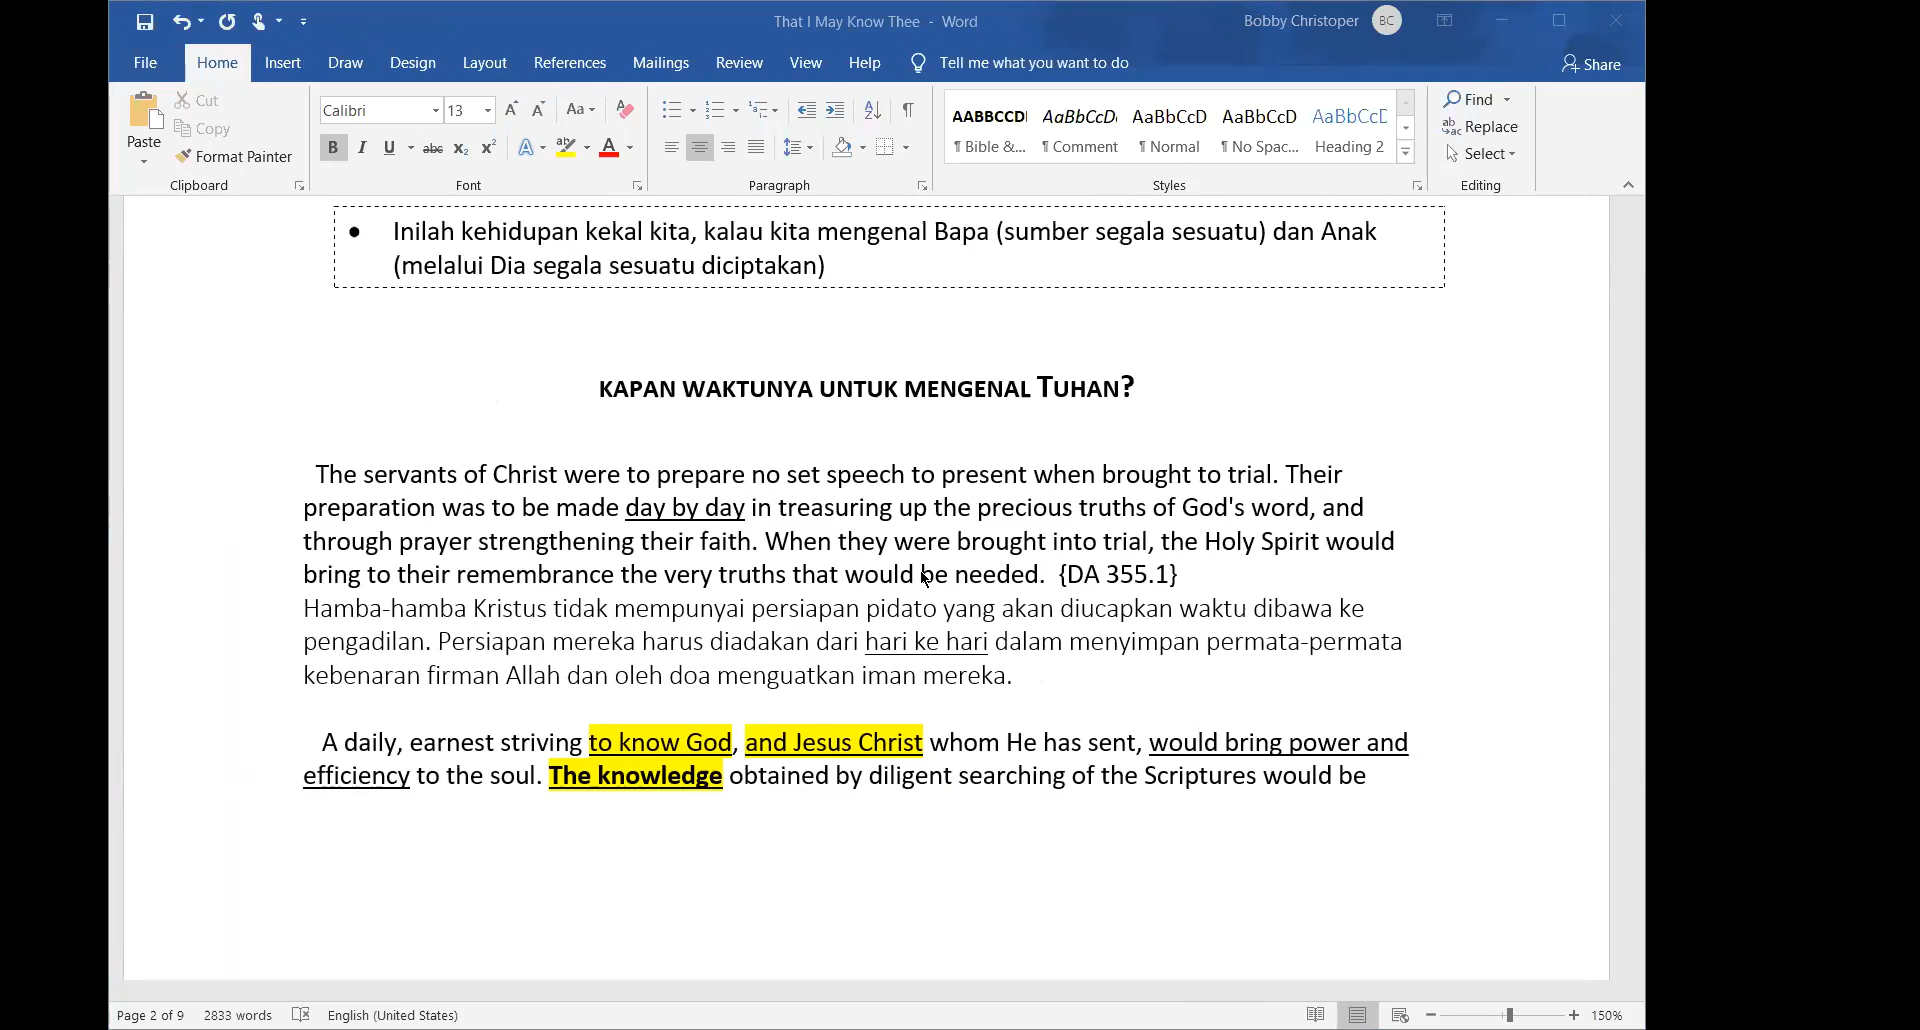 That I May Know Thee - Word
Bobby Christoper BC
File Home Insert Draw Design Layout References Mailings Review View Help Tell me what you want to do Share
Paste Cut
Copy
Format Painter
Clipboard
Calibri 13
Font
Paragraph
AABBCCDI AaBbCcDı AaBbCcD AaBbCcD AaBbCcD
¶ Bible &... ¶ Comment ¶ Normal ¶ No Spac... Heading 2
Styles
Find
Replace
Select
Editing
• Inilah kehidupan kekal kita, kalau kita mengenal Bapa (sumber segala sesuatu) dan Anak
(melalui Dia segala sesuatu diciptakan)
KAPAN WAKTUNYA UNTUK MENGENAL TUHAN?
The servants of Christ were to prepare no set speech to present when brought to trial. Their
preparation was to be made day by day in treasuring up the precious truths of God's word, and
through prayer strengthening their faith. When they were brought into trial, the Holy Spirit would
bring to their remembrance the very truths that would be needed. {DA 355.1}
Hamba-hamba Kristus tidak mempunyai persiapan pidato yang akan diucapkan waktu dibawa ke
pengadilan. Persiapan mereka harus diadakan dari hari ke hari dalam menyimpan permata-permata
kebenaran firman Allah dan oleh doa menguatkan iman mereka.
A daily, earnest striving to know God, and Jesus Christ whom He has sent, would bring power and
efficiency to the soul. The knowledge obtained by diligent searching of the Scriptures would be
Page 2 of 9 2833 words English (United States) 150%